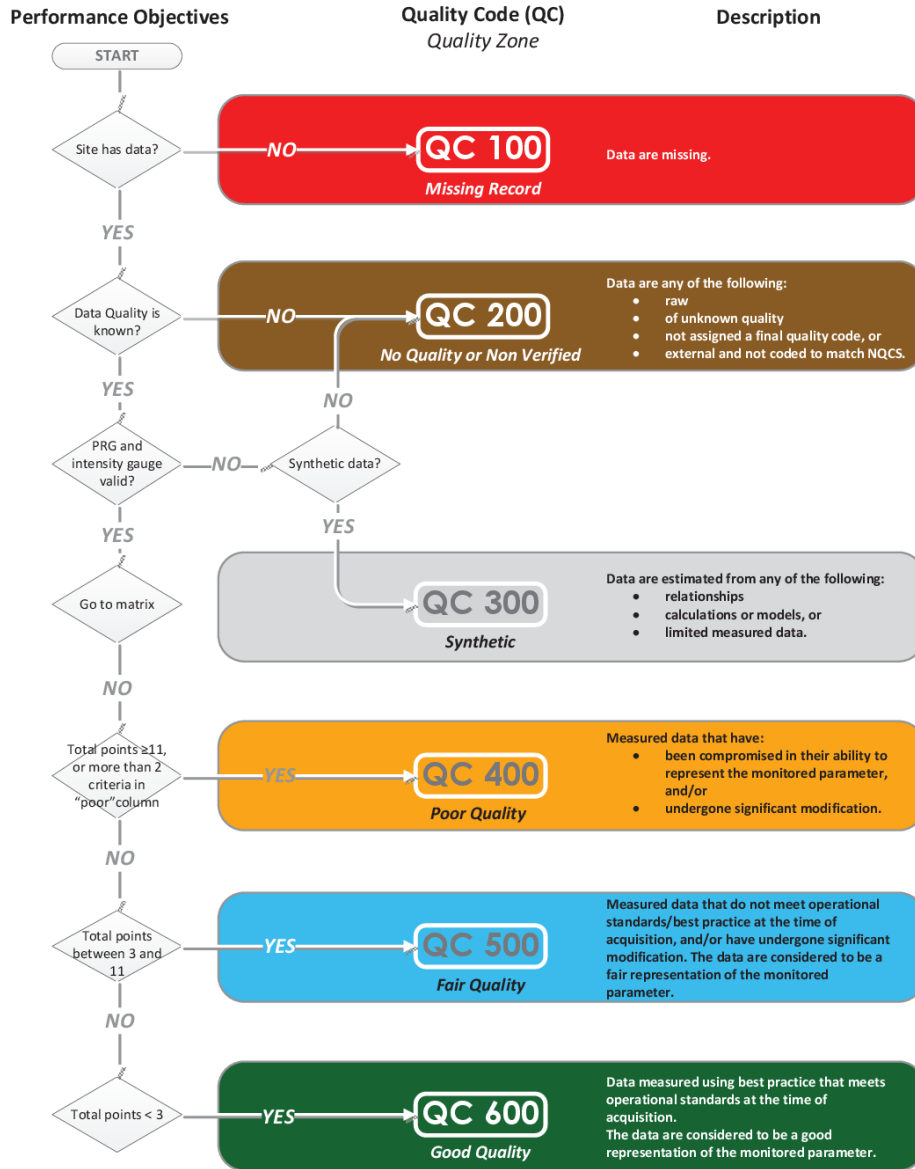 Performance Objectives
Quality Code (QC)
Quality Zone
Description
START
Site has data?
NO
QC 100
Missing Record
Data are missing.
YES
Data Quality is
known?
NO
QC 200
No Quality or Non Verified
Data are any of the following:
• raw
• of unknown quality
• not assigned a final quality code, or
• external and not coded to match NQCS.
YES
NO
PRG and
intensity gauge
valid?
NO
Synthetic data?
YES
YES
Go to matrix
QC 300
Synthetic
Data are estimated from any of the following:
• relationships
• calculations or models, or
• limited measured data.
NO
Total points ≥11,
or more than 2
criteria in
“poor”column
YES
QC 400
Poor Quality
Measured data that have:
• been compromised in their ability to
represent the monitored parameter,
and/or
• undergone significant modification.
NO
Total points
between 3 and
11
YES
QC 500
Fair Quality
Measured data that do not meet operational
standards/best practice at the time of
acquisition, and/or have undergone significant
modification. The data are considered to be a
fair representation of the monitored
parameter.
NO
Total points < 3
YES
QC 600
Good Quality
Data measured using best practice that meets
operational standards at the time of
acquisition.
The data are considered to be a good
representation of the monitored parameter.